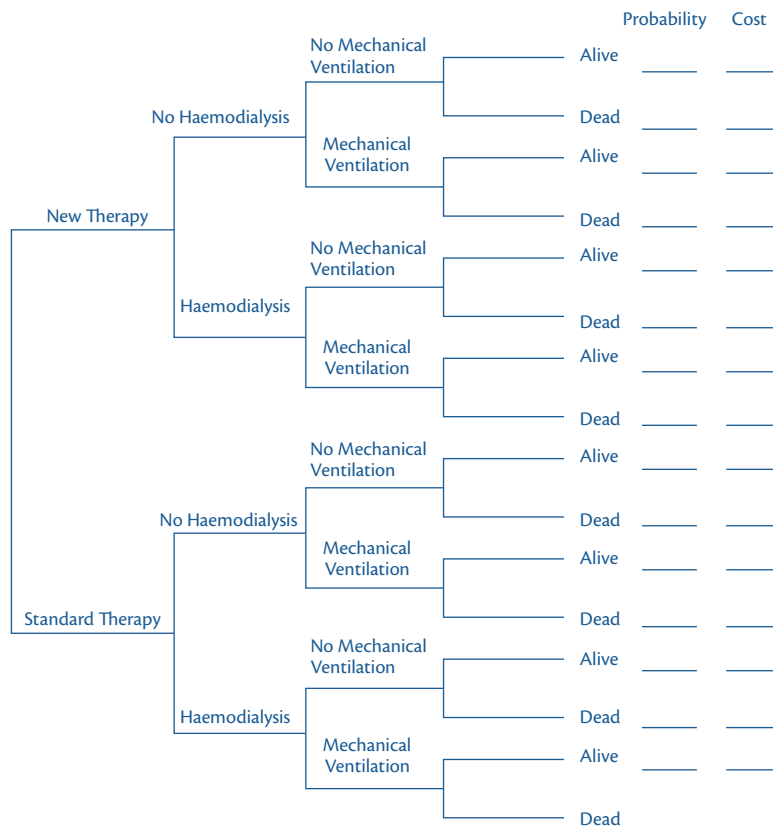 Probability Cost
No Mechanical
Ventilation
Alive
No Haemodialysis
Dead
Mechanical
Ventilation
Alive
New Therapy
Dead
No Mechanical
Ventilation
Alive
Haemodialysis
Dead
Mechanical
Ventilation
Alive
Dead
No Mechanical
Ventilation
Alive
No Haemodialysis
Dead
Mechanical
Ventilation
Alive
Standard Therapy
Dead
No Mechanical
Ventilation
Alive
Haemodialysis
Dead
Mechanical
Ventilation
Alive
Dead